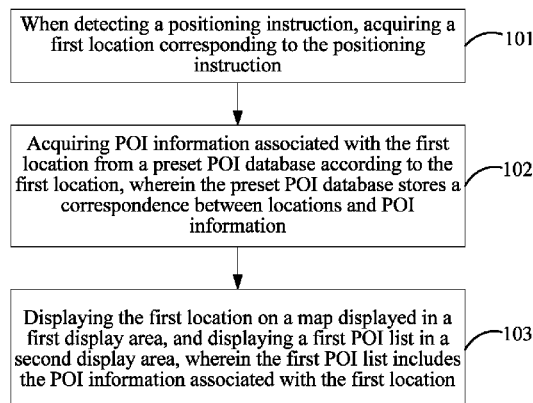 When detecting a positioning instruction, acquiring a
first location corresponding to the positioning
instruction
101
Acquiring POI information associated with the first
location from a preset POI database according to the
first location, wherein the preset POI database stores a
correspondence between locations and POI
information
102
Displaying the first location on a map displayed in a
first display area, and displaying a first POI list in a
second display area, wherein the first POI list includes
the POI information associated with the first location
103